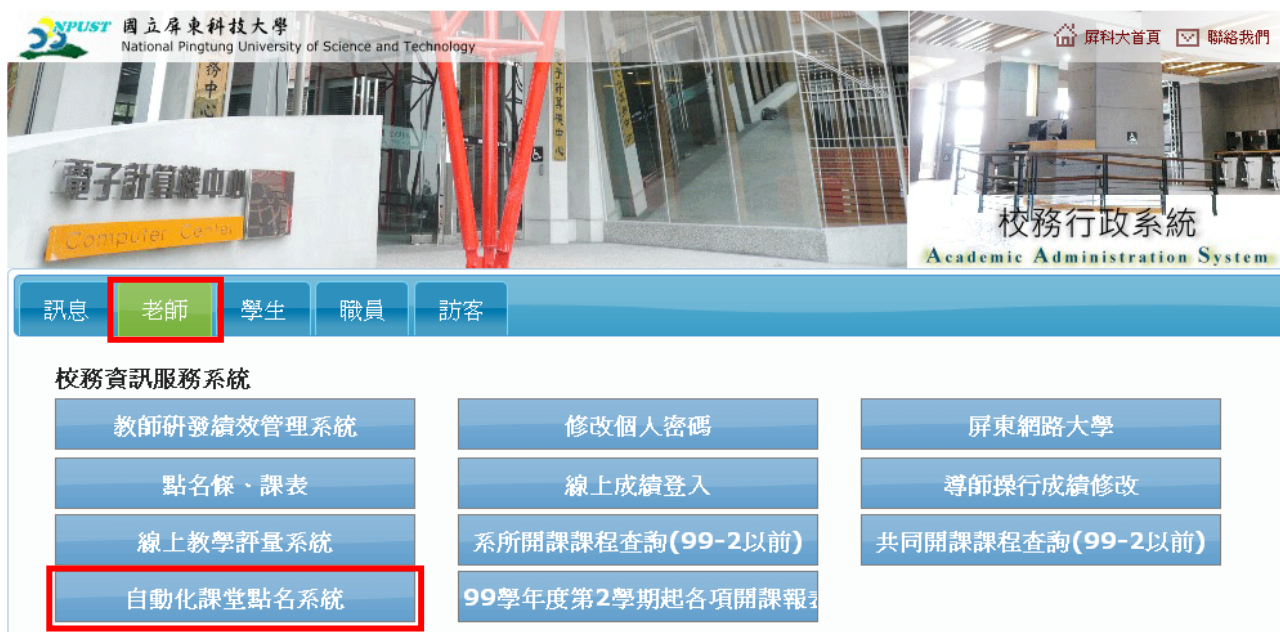 NPUST 國立屏東科技大學
National Pingtung University of Science and Technology
屏科大首頁 聯絡我們
電子計算機中心
Computer Center
校務行政系統
Academic Administration System
訊息 老師 學生 職員 訪客
校務資訊服務系統
教師研發績效管理系統 修改個人密碼 屏東網路大學
點名條、課表 線上成績登入 導師操行成績修改
線上教學評量系統 系所開課課程查詢(99-2以前) 共同開課課程查詢(99-2以前)
自動化課堂點名系統 99學年度第2學期起各項開課報